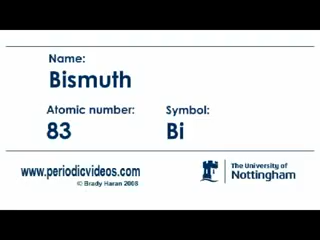 Name:
Bismuth
Atomic number: Symbol:
83 Bi
www.periodicvideos.com
© Brady Haran 2008
The University of
Nottingham